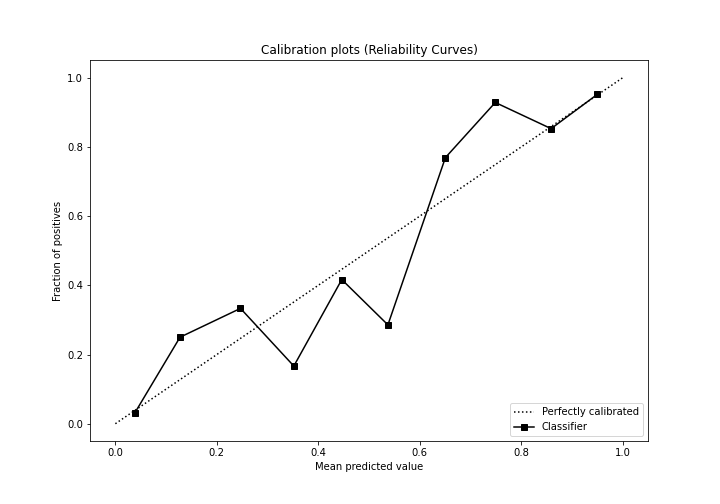 Calibration plots (Reliability Curves)
1.0
0.8
0.6
0.4
0.2
0.0
Fraction of positives
Perfectly calibrated
Classifier
0.0 0.2 0.4 0.6 0.8 1.0
Mean predicted value